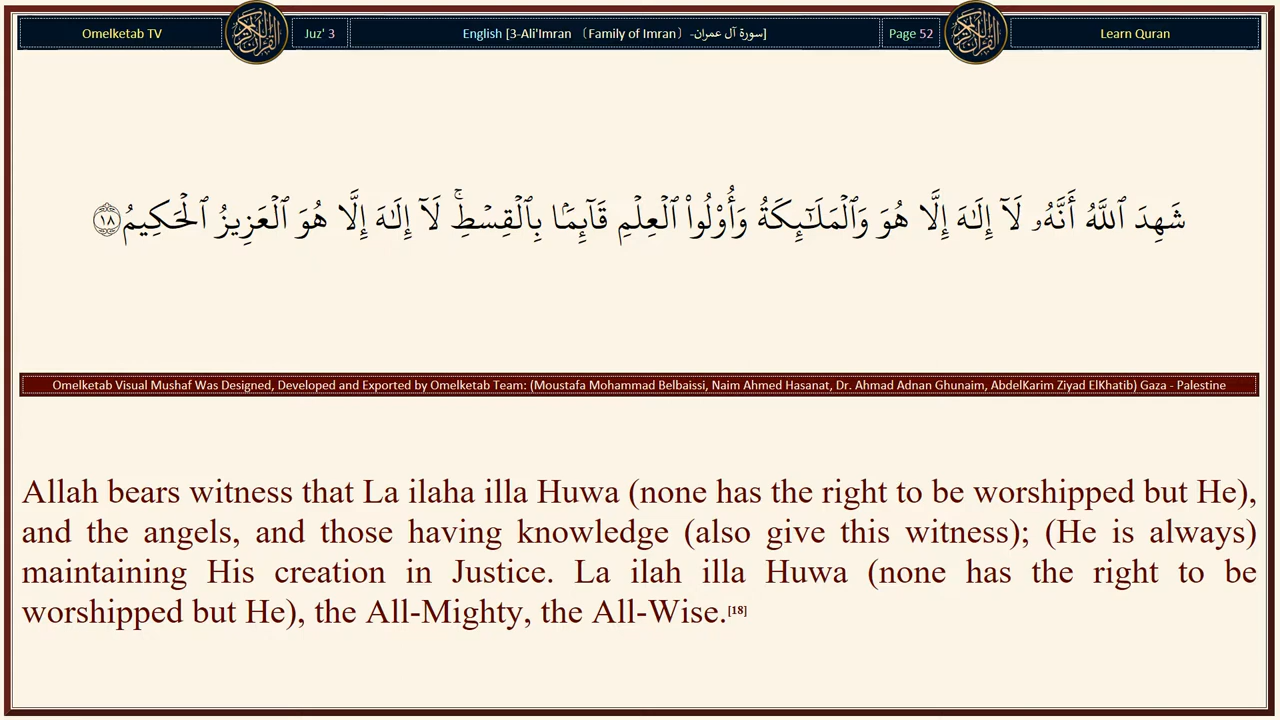 Omelketab TV
Juz' 3
English [3-Ali'Imran （Family of Imran）-سورة آل عمران]
Page 52
Learn Quran
شَهِدَ ٱللَّهُ أَنَّهُۥ لَآ إِلَٰهَ إِلَّا هُوَ وَٱلْمَلَٰٓئِكَةُ وَأُو۟لُوا۟ ٱلْعِلْمِ قَآئِمًۢا بِٱلْقِسْطِ ۚ لَآ إِلَٰهَ إِلَّا هُوَ ٱلْعَزِيزُ ٱلْحَكِيمُ ١٨
Omelketab Visual Mushaf Was Designed, Developed and Exported by Omelketab Team: (Moustafa Mohammad Belbaissi, Naim Ahmed Hasanat, Dr. Ahmad Adnan Ghunaim, AbdelKarim Ziyad ElKhatib) Gaza - Palestine
Allah bears witness that La ilaha illa Huwa (none has the right to be worshipped but He),
and the angels, and those having knowledge (also give this witness); (He is always)
maintaining His creation in Justice. La ilah illa Huwa (none has the right to be
worshipped but He), the All-Mighty, the All-Wise.[18]